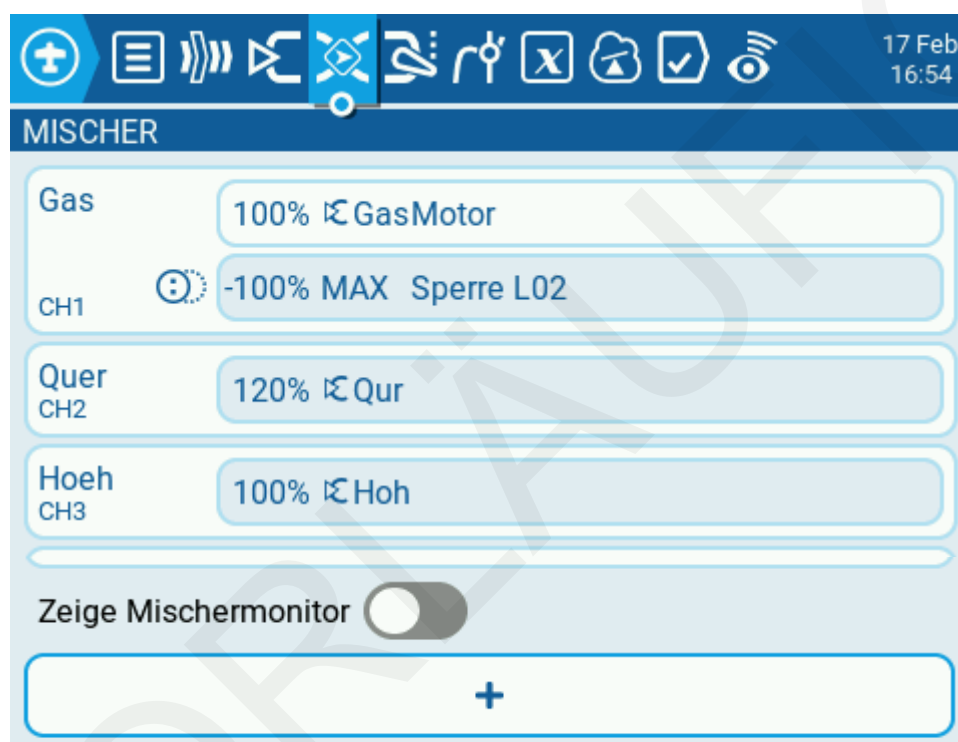 17 Feb
16:54
MISCHER
Gas
100% GasMotor
CH1
-100% MAX Sperre L02
Quer
CH2
120% Qur
Hoeh
CH3
100% Hoh
Zeige Mischermonitor
+
ORLÄUFI